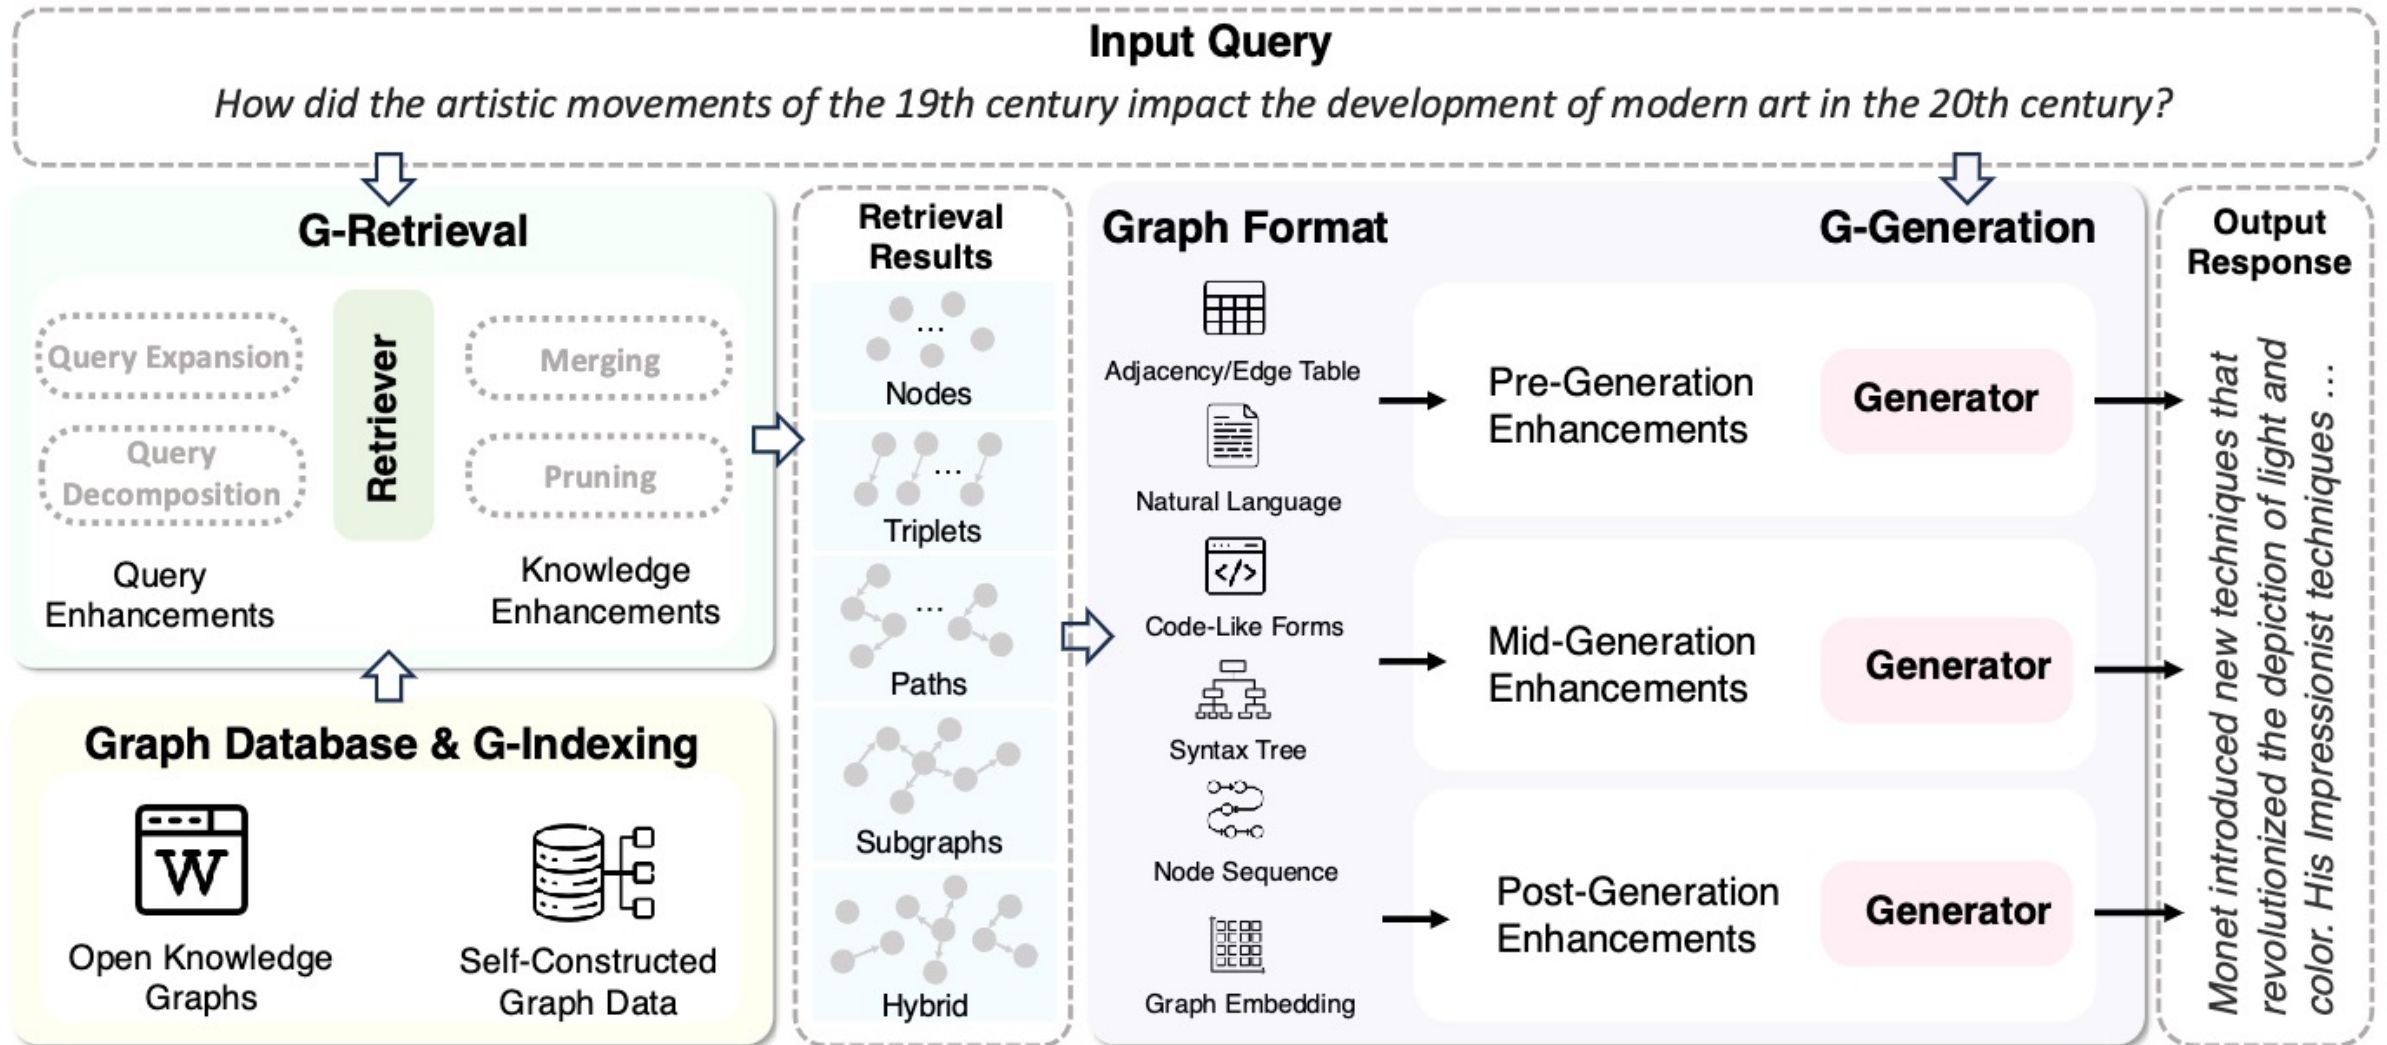 Input Query
How did the artistic movements of the 19th century impact the development of modern art in the 20th century?
G-Retrieval
Query Expansion
Query
Decomposition
Query
Enhancements
Retriever
Merging
Pruning
Knowledge
Enhancements
Graph Database & G-Indexing
W
Open Knowledge
Graphs
Self-Constructed
Graph Data
Retrieval
Results
...
Nodes
...
Triplets
...
Paths
Subgraphs
Hybrid
Graph Format
Adjacency/Edge Table
Natural Language
</>
Code-Like Forms
Syntax Tree
Node Sequence
Graph Embedding
G-Generation
Pre-Generation
Enhancements
Generator
Mid-Generation
Enhancements
Generator
Post-Generation
Enhancements
Generator
Output
Response
Monet introduced new techniques that
revolutionized the depiction of light and
color. His Impressionist techniques ...